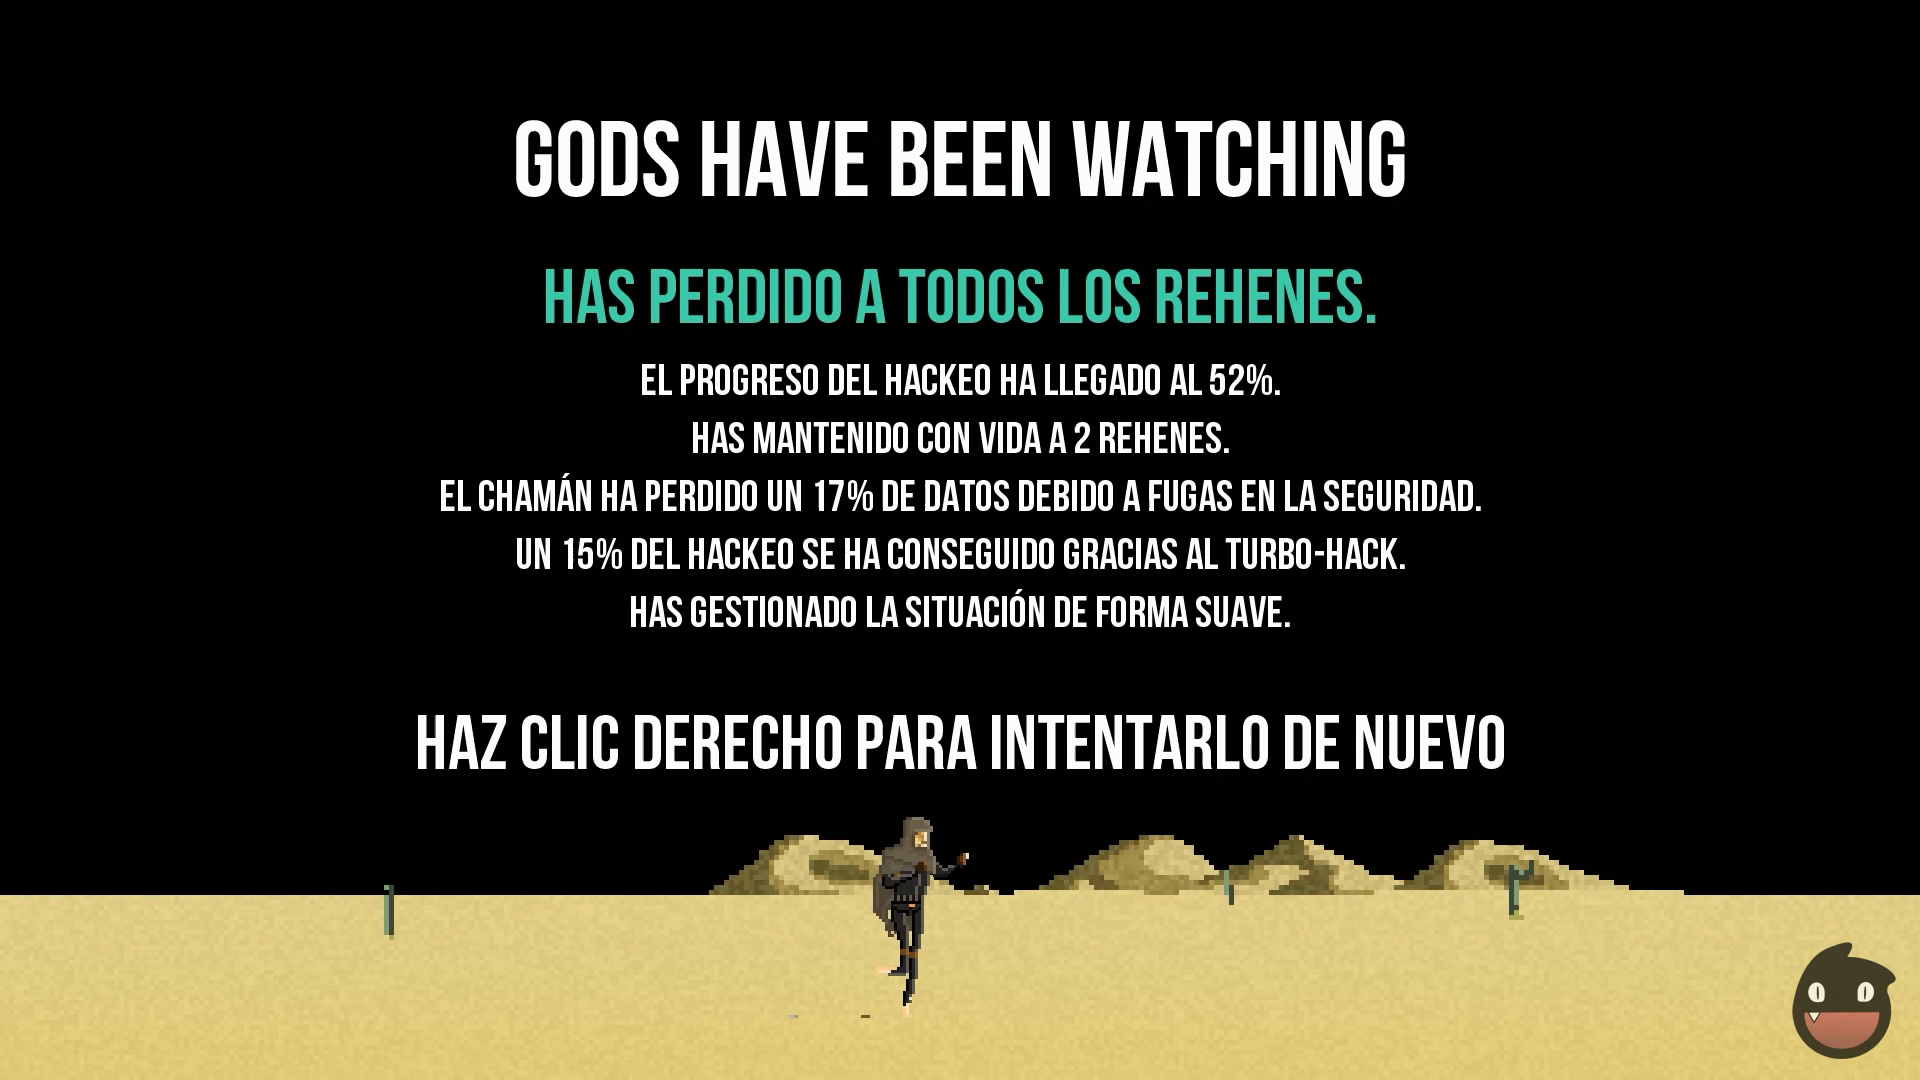 GODS HAVE BEEN WATCHING
HAS PERDIDO A TODOS LOS REHENES.
EL PROGRESO DEL HACKEO HA LLEGADO AL 52%.
HAS MANTENIDO CON VIDA A 2 REHENES.
EL CHAMÁN HA PERDIDO UN 17% DE DATOS DEBIDO A FUGAS EN LA SEGURIDAD.
UN 15% DEL HACKEO SE HA CONSEGUIDO GRACIAS AL TURBO-HACK.
HAS GESTIONADO LA SITUACIÓN DE FORMA SUAVE.
HAZ CLIC DERECHO PARA INTENTARLO DE NUEVO